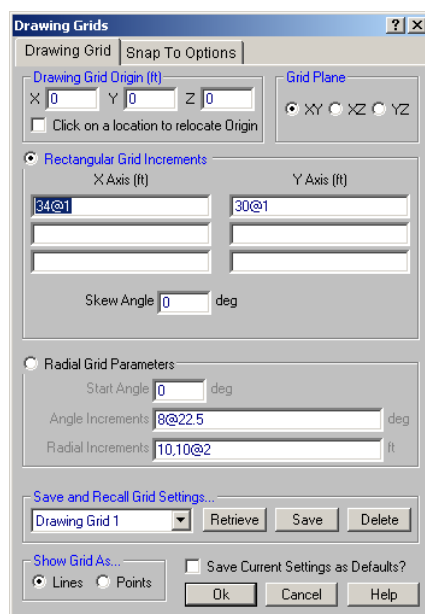 Drawing Grids
Drawing Grid Snap To Options
Drawing Grid Origin (ft) Grid Plane
X 0 Y 0 Z 0 XY XZ YZ
Click on a location to relocate Origin
Rectangular Grid Increments
X Axis (ft) Y Axis (ft)
34@1 30@1
Skew Angle 0 deg
Radial Grid Parameters
Start Angle 0 deg
Angle Increments 8@22.5 deg
Radial Increments 10,10@2 ft
Save and Recall Grid Settings...
Drawing Grid 1 Retrieve Save Delete
Show Grid As... Save Current Settings as Defaults?
Lines Points Ok Cancel Help